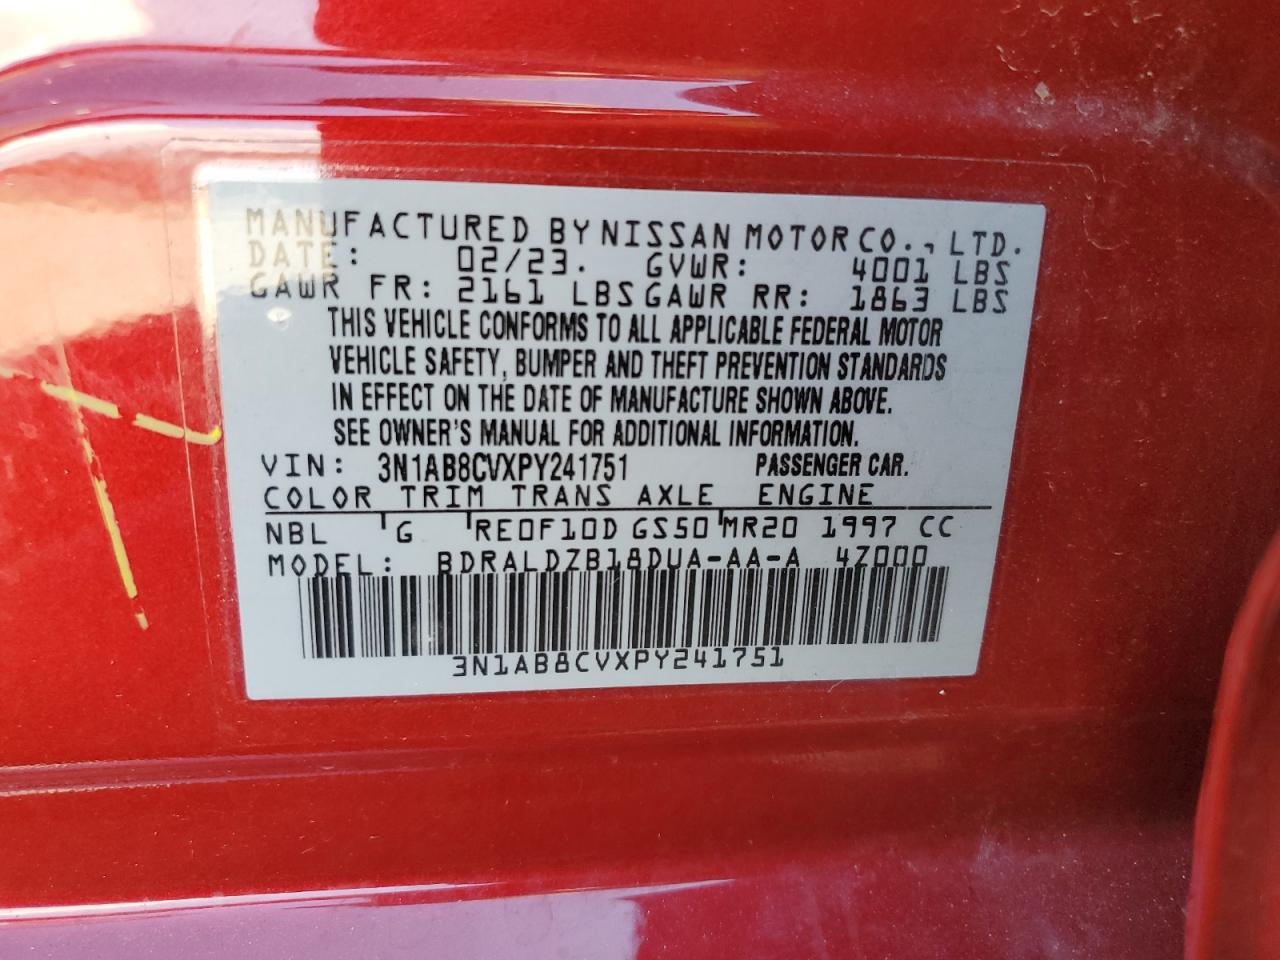 MANUFACTURED BY NISSAN MOTOR CO., LTD.
DATE: 02/23. GVWR: 4001 LBS
GAWR FR: 2161 LBS GAWR RR: 1863 LBS
THIS VEHICLE CONFORMS TO ALL APPLICABLE FEDERAL MOTOR
VEHICLE SAFETY, BUMPER AND THEFT PREVENTION STANDARDS
IN EFFECT ON THE DATE OF MANUFACTURE SHOWN ABOVE.
SEE OWNER'S MANUAL FOR ADDITIONAL INFORMATION.
VIN: 3N1AB8CVXPY241751 PASSENGER CAR.
COLOR TRIM TRANS AXLE ENGINE
NBL G RE0F10D GS50 MR20 1997 CC
MODEL: BDRALDZB18DUA-AA-A 4Z000
3N1AB8CVXPY241751